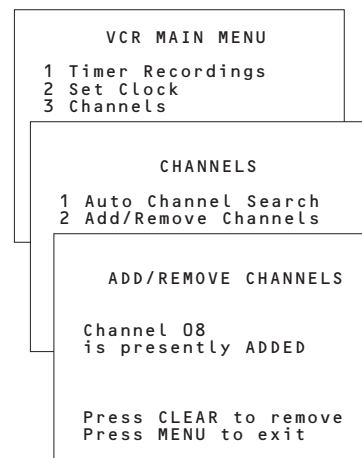 VCR MAIN MENU
1 Timer Recordings
2 Set Clock
3 Channels
CHANNELS
1 Auto Channel Search
2 Add/Remove Channels
ADD/REMOVE CHANNELS
Channel 08
is presently ADDED
Press CLEAR to remove
Press MENU to exit